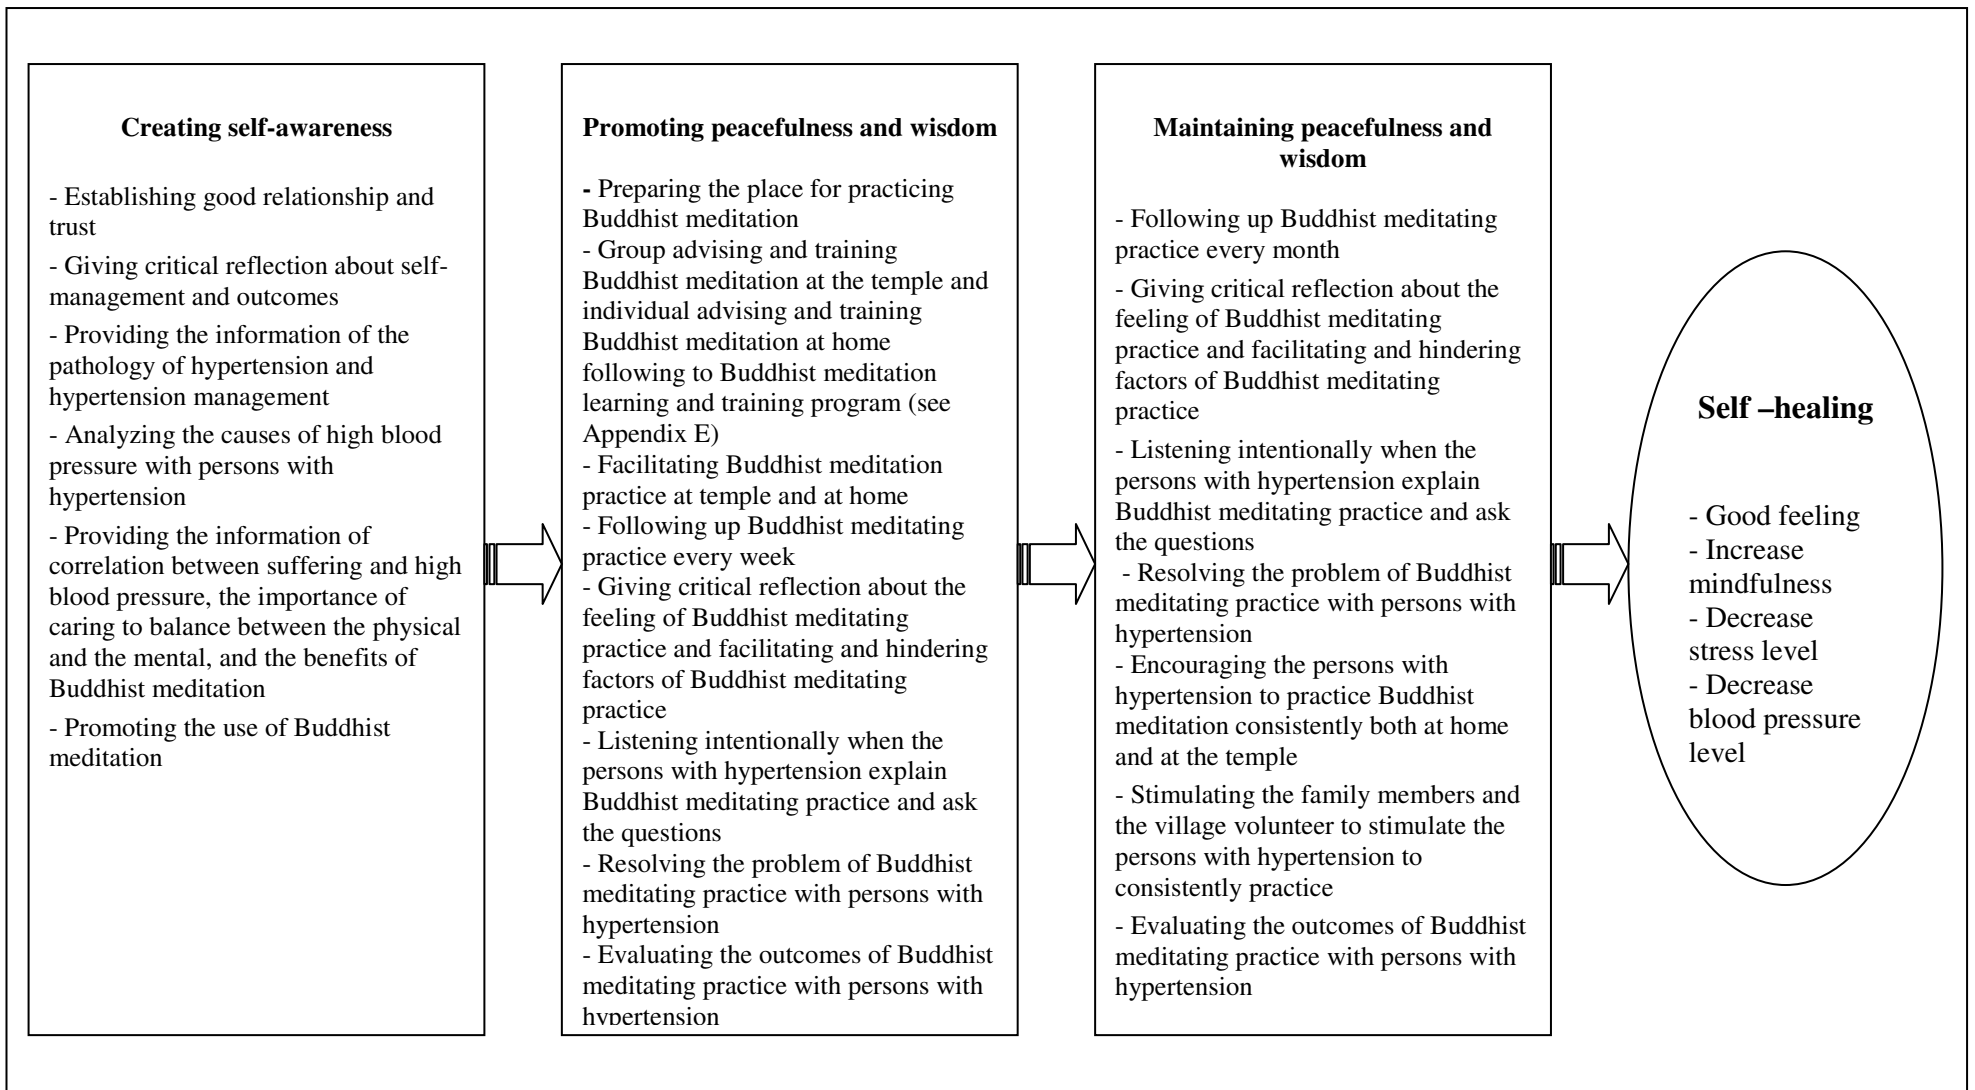 Creating self-awareness
- Establishing good relationship and
trust
- Giving critical reflection about self-
management and outcomes
- Providing the information of the
pathology of hypertension and
hypertension management
- Analyzing the causes of high blood
pressure with persons with
hypertension
- Providing the information of
correlation between suffering and high
blood pressure, the importance of
caring to balance between the physical
and the mental, and the benefits of
Buddhist meditation
- Promoting the use of Buddhist
meditation
Promoting peacefulness and wisdom
- Preparing the place for practicing
Buddhist meditation
- Group advising and training
Buddhist meditation at the temple and
individual advising and training
Buddhist meditation at home
following to Buddhist meditation
learning and training program (see
Appendix E)
- Facilitating Buddhist meditation
practice at temple and at home
- Following up Buddhist meditating
practice every week
- Giving critical reflection about the
feeling of Buddhist meditating
practice and facilitating and hindering
factors of Buddhist meditating
practice
- Listening intentionally when the
persons with hypertension explain
Buddhist meditating practice and ask
the questions
- Resolving the problem of Buddhist
meditating practice with persons with
hypertension
- Evaluating the outcomes of Buddhist
meditating practice with persons with
hypertension
Maintaining peacefulness and
wisdom
- Following up Buddhist meditating
practice every month
- Giving critical reflection about the
feeling of Buddhist meditating
practice and facilitating and hindering
factors of Buddhist meditating
practice
- Listening intentionally when the
persons with hypertension explain
Buddhist meditating practice and ask
the questions
- Resolving the problem of Buddhist
meditating practice with persons with
hypertension
- Encouraging the persons with
hypertension to practice Buddhist
meditation consistently both at home
and at the temple
- Stimulating the family members and
the village volunteer to stimulate the
persons with hypertension to
consistently practice
- Evaluating the outcomes of Buddhist
meditating practice with persons with
hypertension
Self –healing
- Good feeling
- Increase
mindfulness
- Decrease
stress level
- Decrease
blood pressure
level